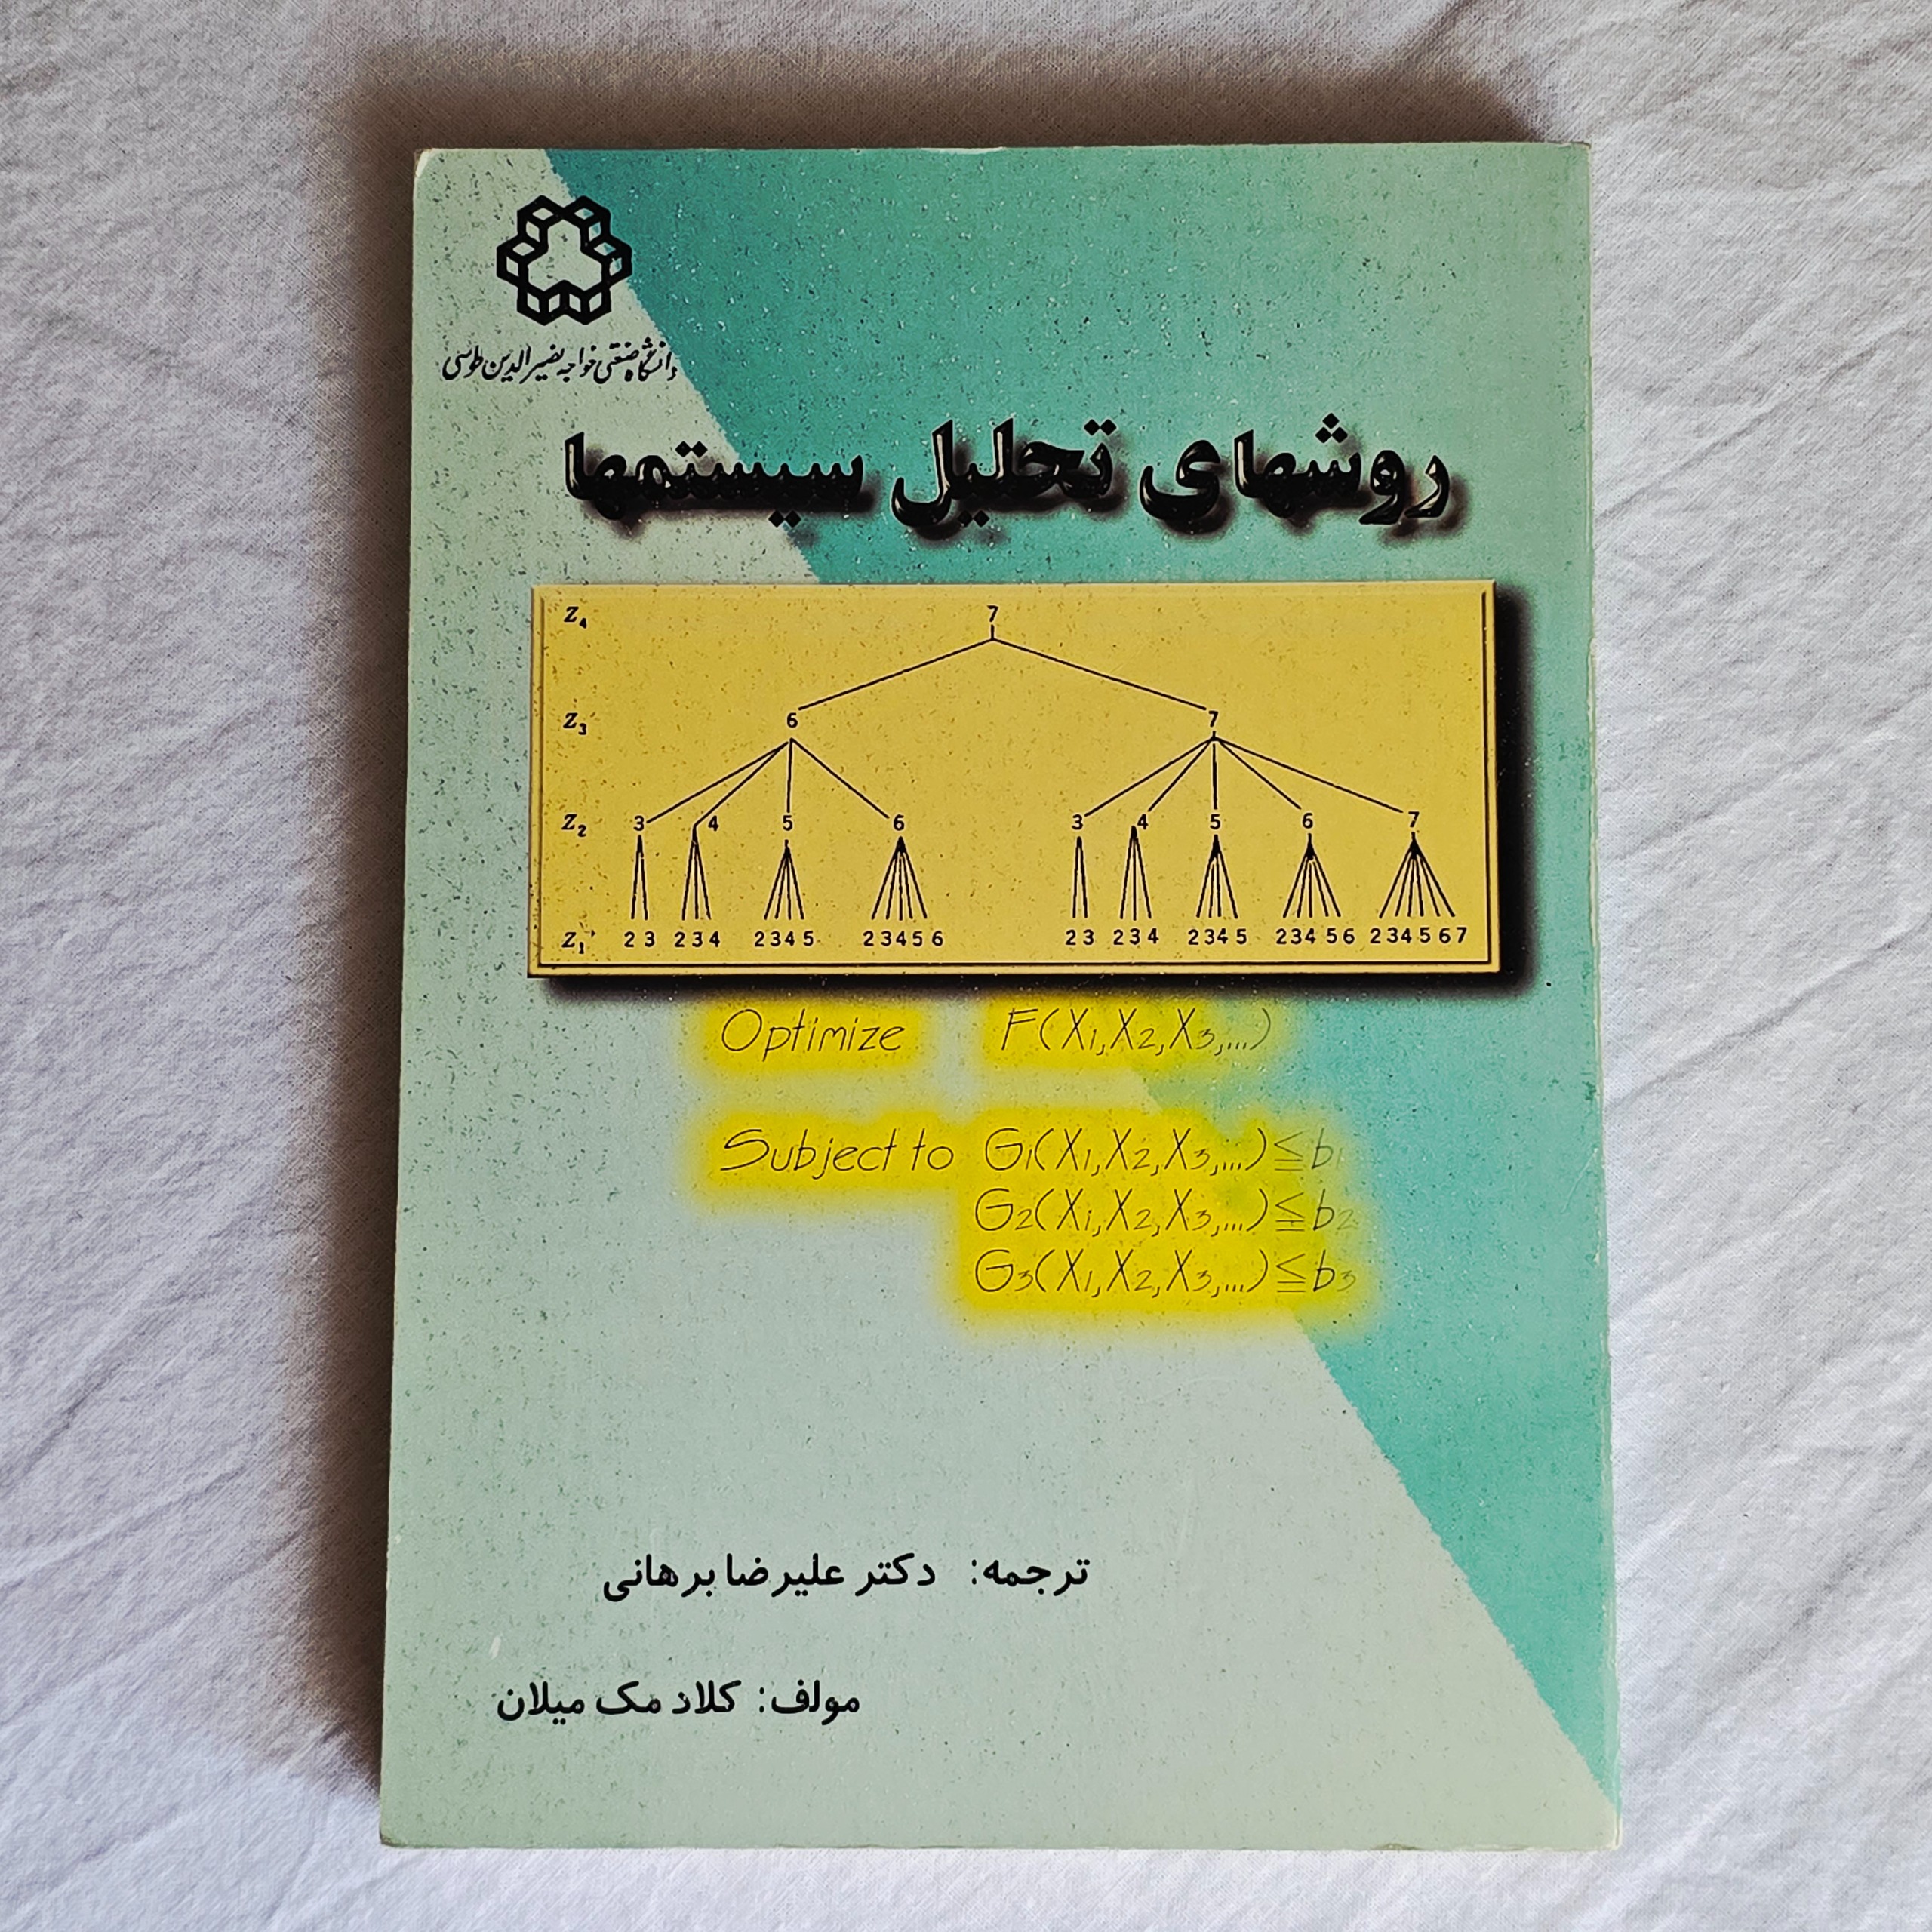 دانشگاه صنعتی خواجه نصیرالدین طوسی
روشهای تحلیل سیستمها
Z4 7
Z3 6 7
Z2 3 4 5 6 3 4 5 6 7
Z1 2 3 2 3 4 2 3 4 5 2 3 4 5 6 2 3 2 3 4 2 3 4 5 2 3 4 5 6 2 3 4 5 6 7
Optimize F(X1,X2,X3,...)
Subject to G1(X1,X2,X3,...)≦b1
G2(X1,X2,X3,...)≦b2
G3(X1,X2,X3,...)≦b3
ترجمه: دکتر علیرضا برهانی
مولف: کلاد مک میلان